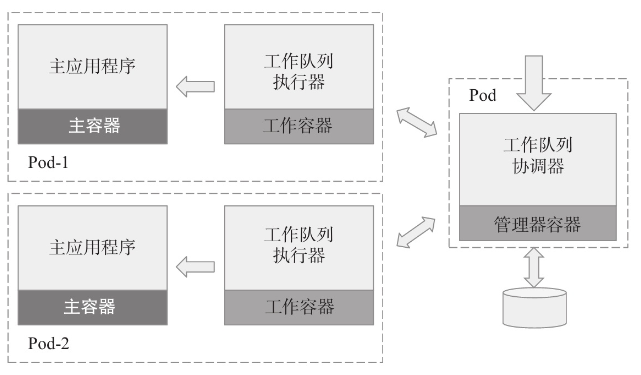 主应用程序
主容器
工作队列
执行器
工作容器
Pod-1
主应用程序
主容器
工作队列
执行器
工作容器
Pod-2
Pod
工作队列
协调器
管理器容器